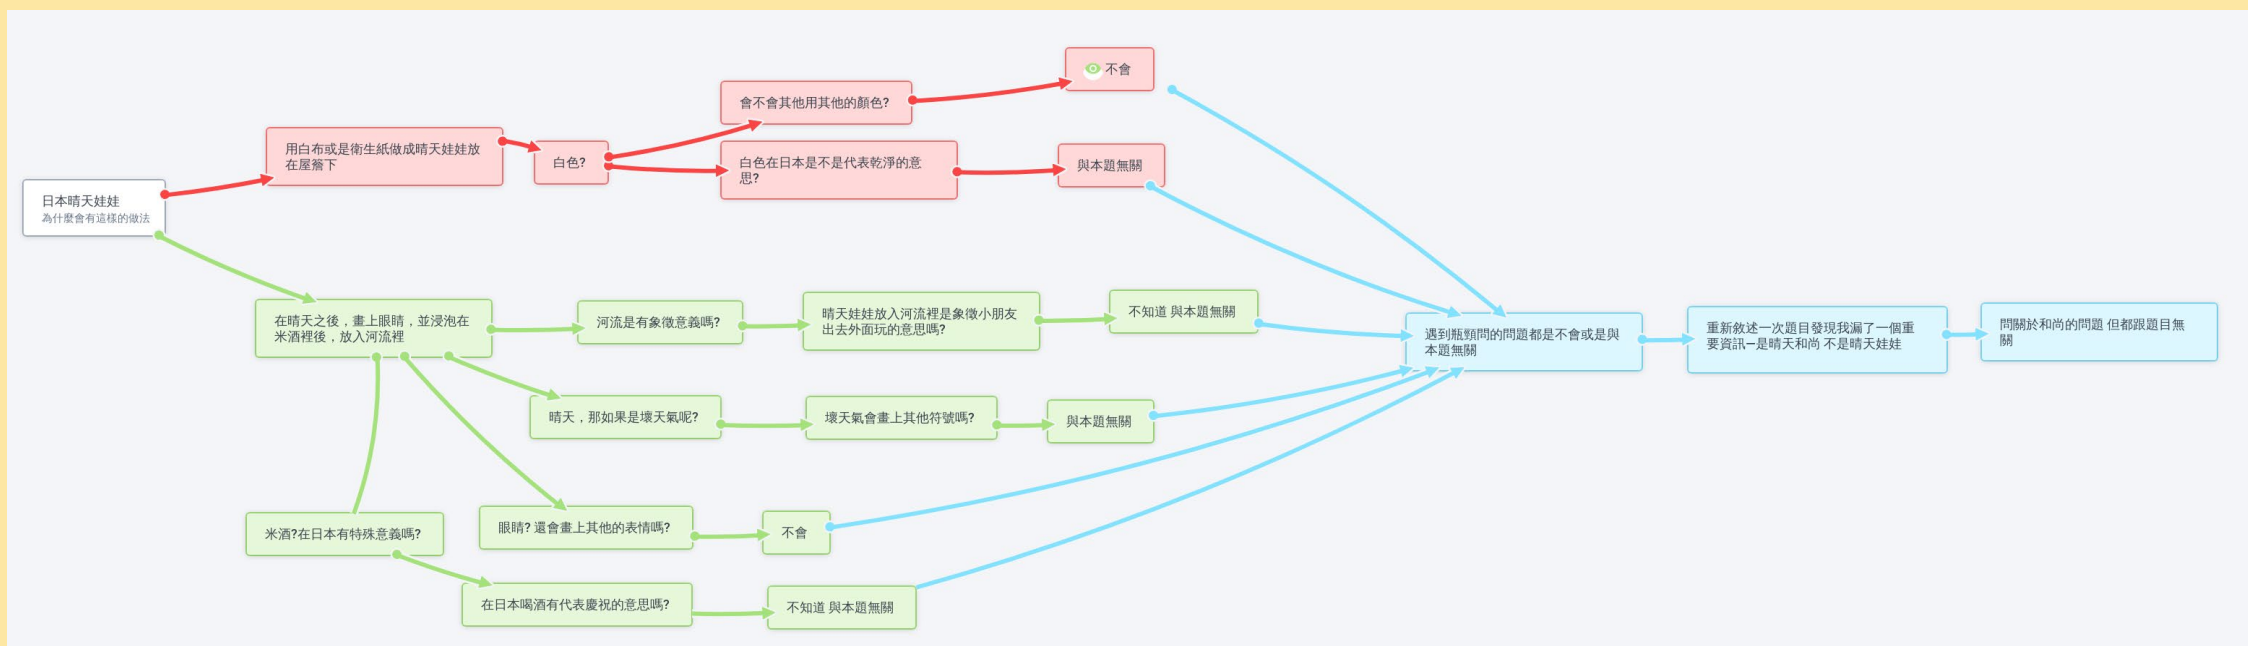 日本晴天娃娃
為什麼會有這樣的做法
用白布或是衛生紙做成晴天娃娃放
在屋簷下
白色?
會不會其他用其他的顏色?
不會
白色在日本是不是代表乾淨的意
思?
與本題無關
在晴天之後，畫上眼睛，並浸泡在
米酒裡後，放入河流裡
河流是有象徵意義嗎?
晴天娃娃放入河流裡是象徵小朋友
出去外面玩的意思嗎?
不知道 與本題無關
晴天，那如果是壞天氣呢?
壞天氣會畫上其他符號嗎?
與本題無關
眼睛? 還會畫上其他的表情嗎?
不會
米酒?在日本有特殊意義嗎?
在日本喝酒有代表慶祝的意思嗎?
不知道 與本題無關
遇到瓶頸問的問題都是不會或是與
本題無關
重新敘述一次題目發現我漏了一個重
要資訊—是晴天和尚 不是晴天娃娃
問關於和尚的問題 但都跟題目無
關